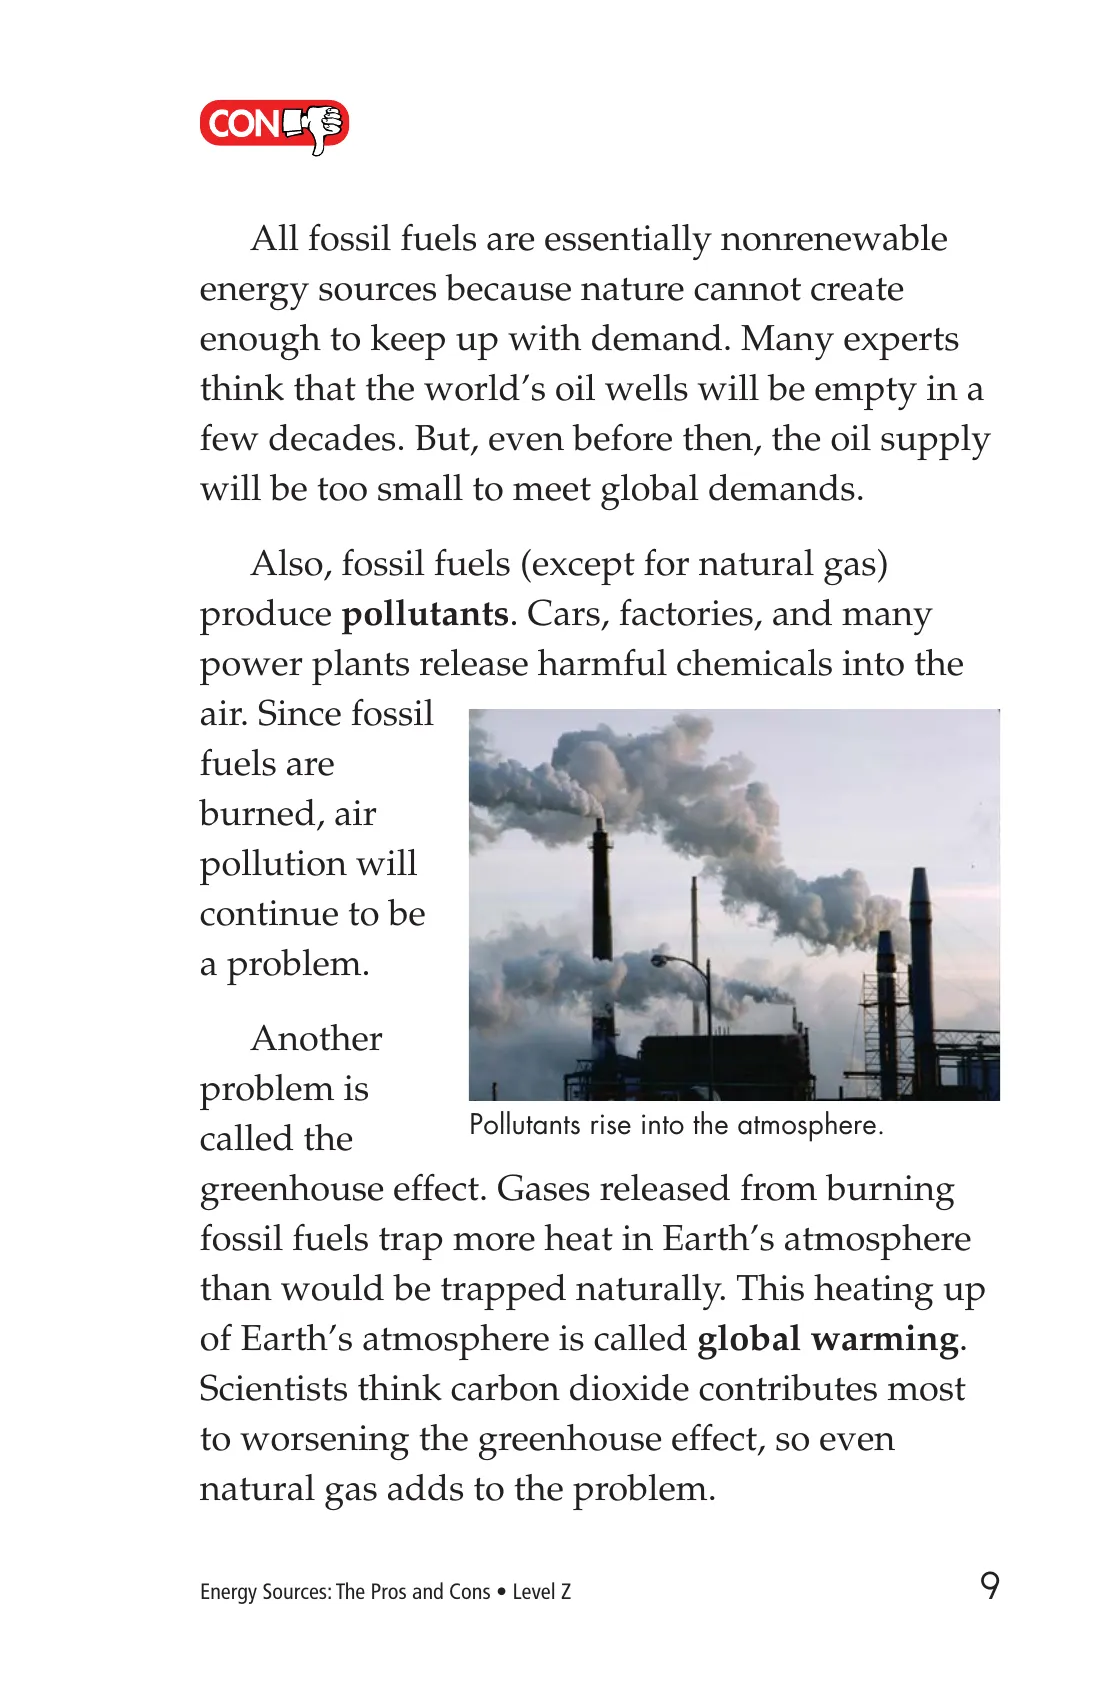 CON
All fossil fuels are essentially nonrenewable
energy sources because nature cannot create
enough to keep up with demand. Many experts
think that the world’s oil wells will be empty in a
few decades. But, even before then, the oil supply
will be too small to meet global demands.
Also, fossil fuels (except for natural gas)
produce pollutants. Cars, factories, and many
power plants release harmful chemicals into the
air. Since fossil
fuels are
burned, air
pollution will
continue to be
a problem.
Another
problem is
called the
greenhouse effect. Gases released from burning
fossil fuels trap more heat in Earth’s atmosphere
than would be trapped naturally. This heating up
of Earth’s atmosphere is called global warming.
Scientists think carbon dioxide contributes most
to worsening the greenhouse effect, so even
natural gas adds to the problem.
Pollutants rise into the atmosphere.
Energy Sources: The Pros and Cons • Level Z
9